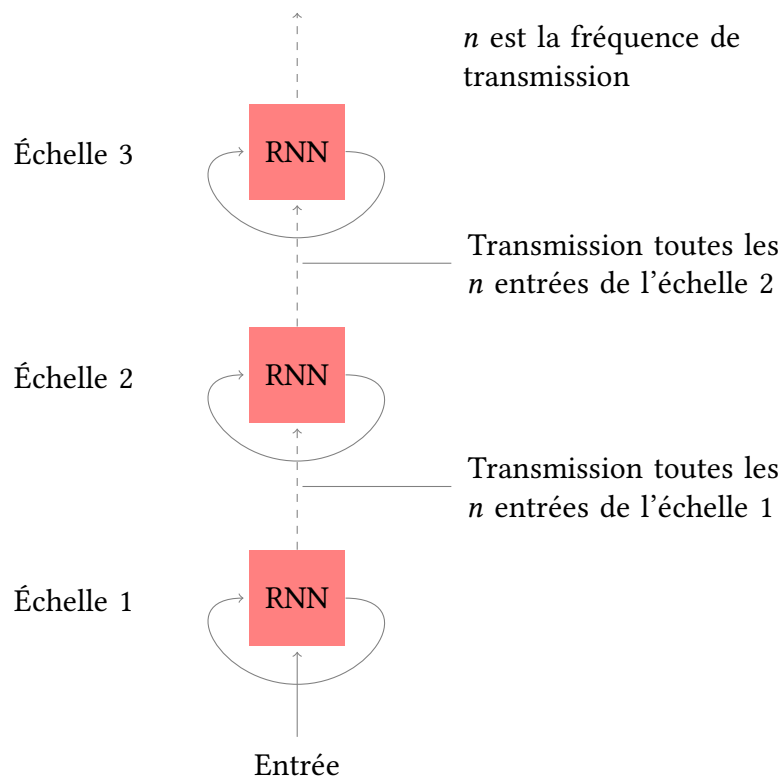 n est la fréquence de
transmission
RNN
Échelle 3
Transmission toutes les
n entrées de l'échelle 2
RNN
Échelle 2
Transmission toutes les
n entrées de l'échelle 1
RNN
Échelle 1
Entrée